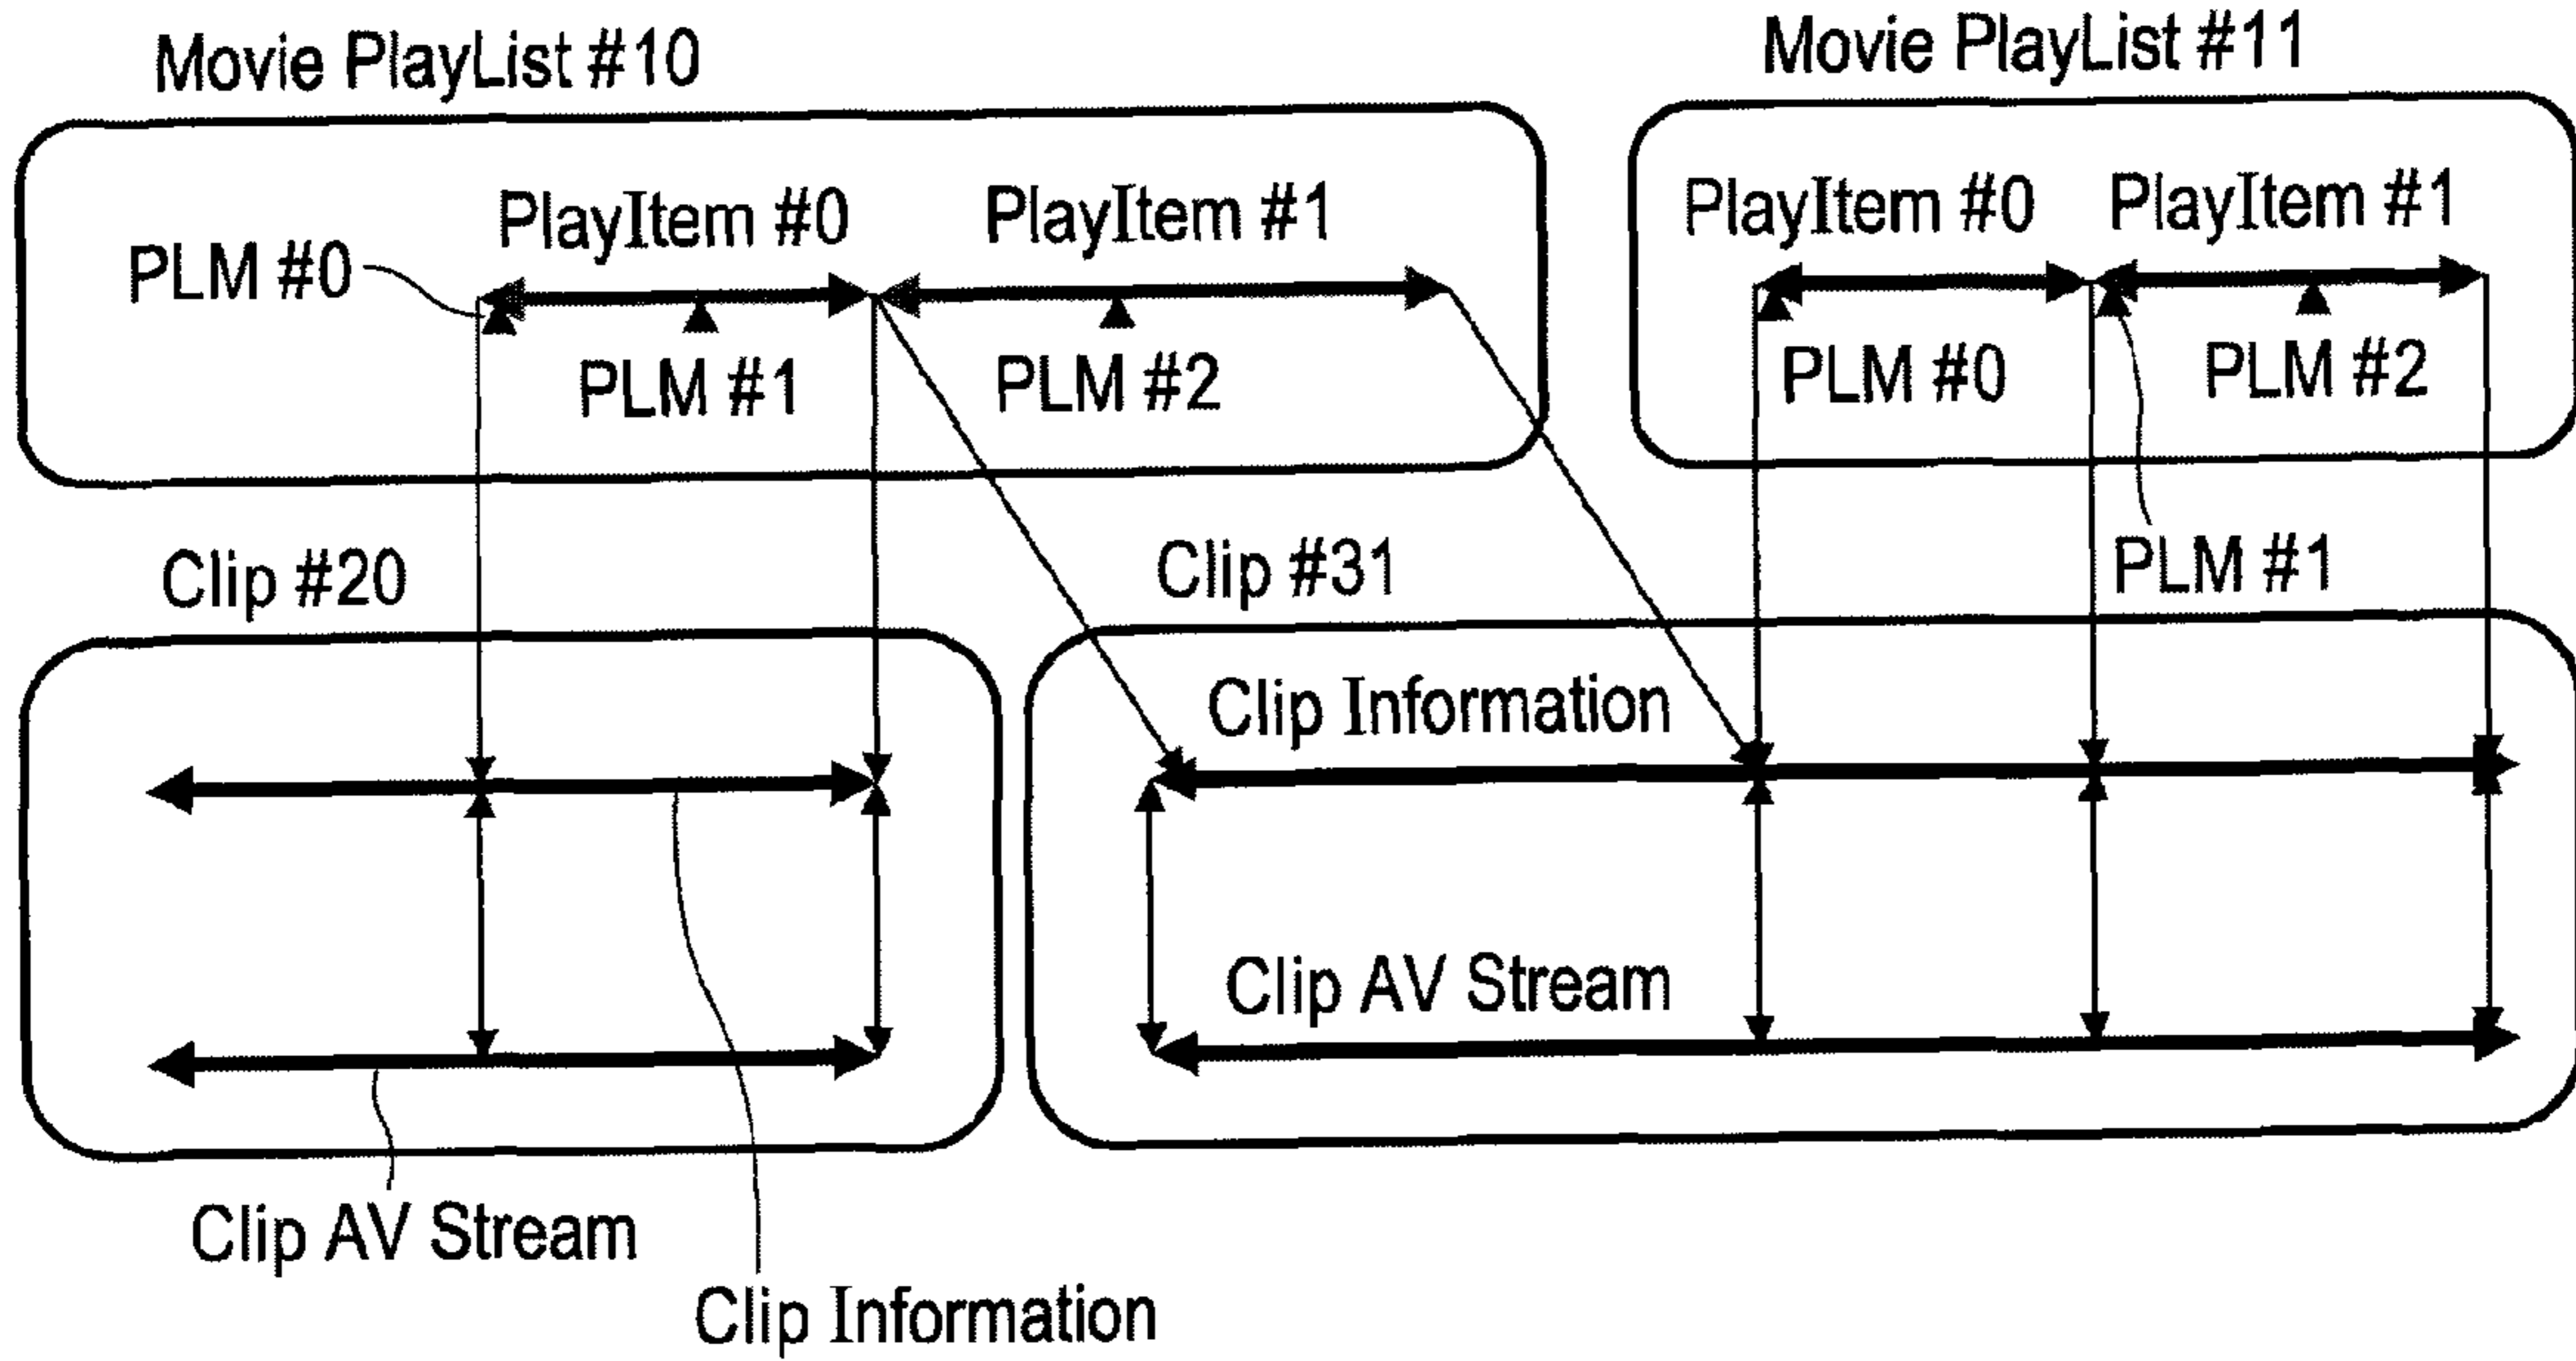 Movie PlayList #10
Movie PlayList #11
PlayItem #0
PlayItem #1
PLM #0
PLM #1
PLM #2
PlayItem #0
PlayItem #1
PLM #0
PLM #2
PLM #1
Clip #20
Clip #31
Clip Information
Clip AV Stream
Clip AV Stream
Clip Information